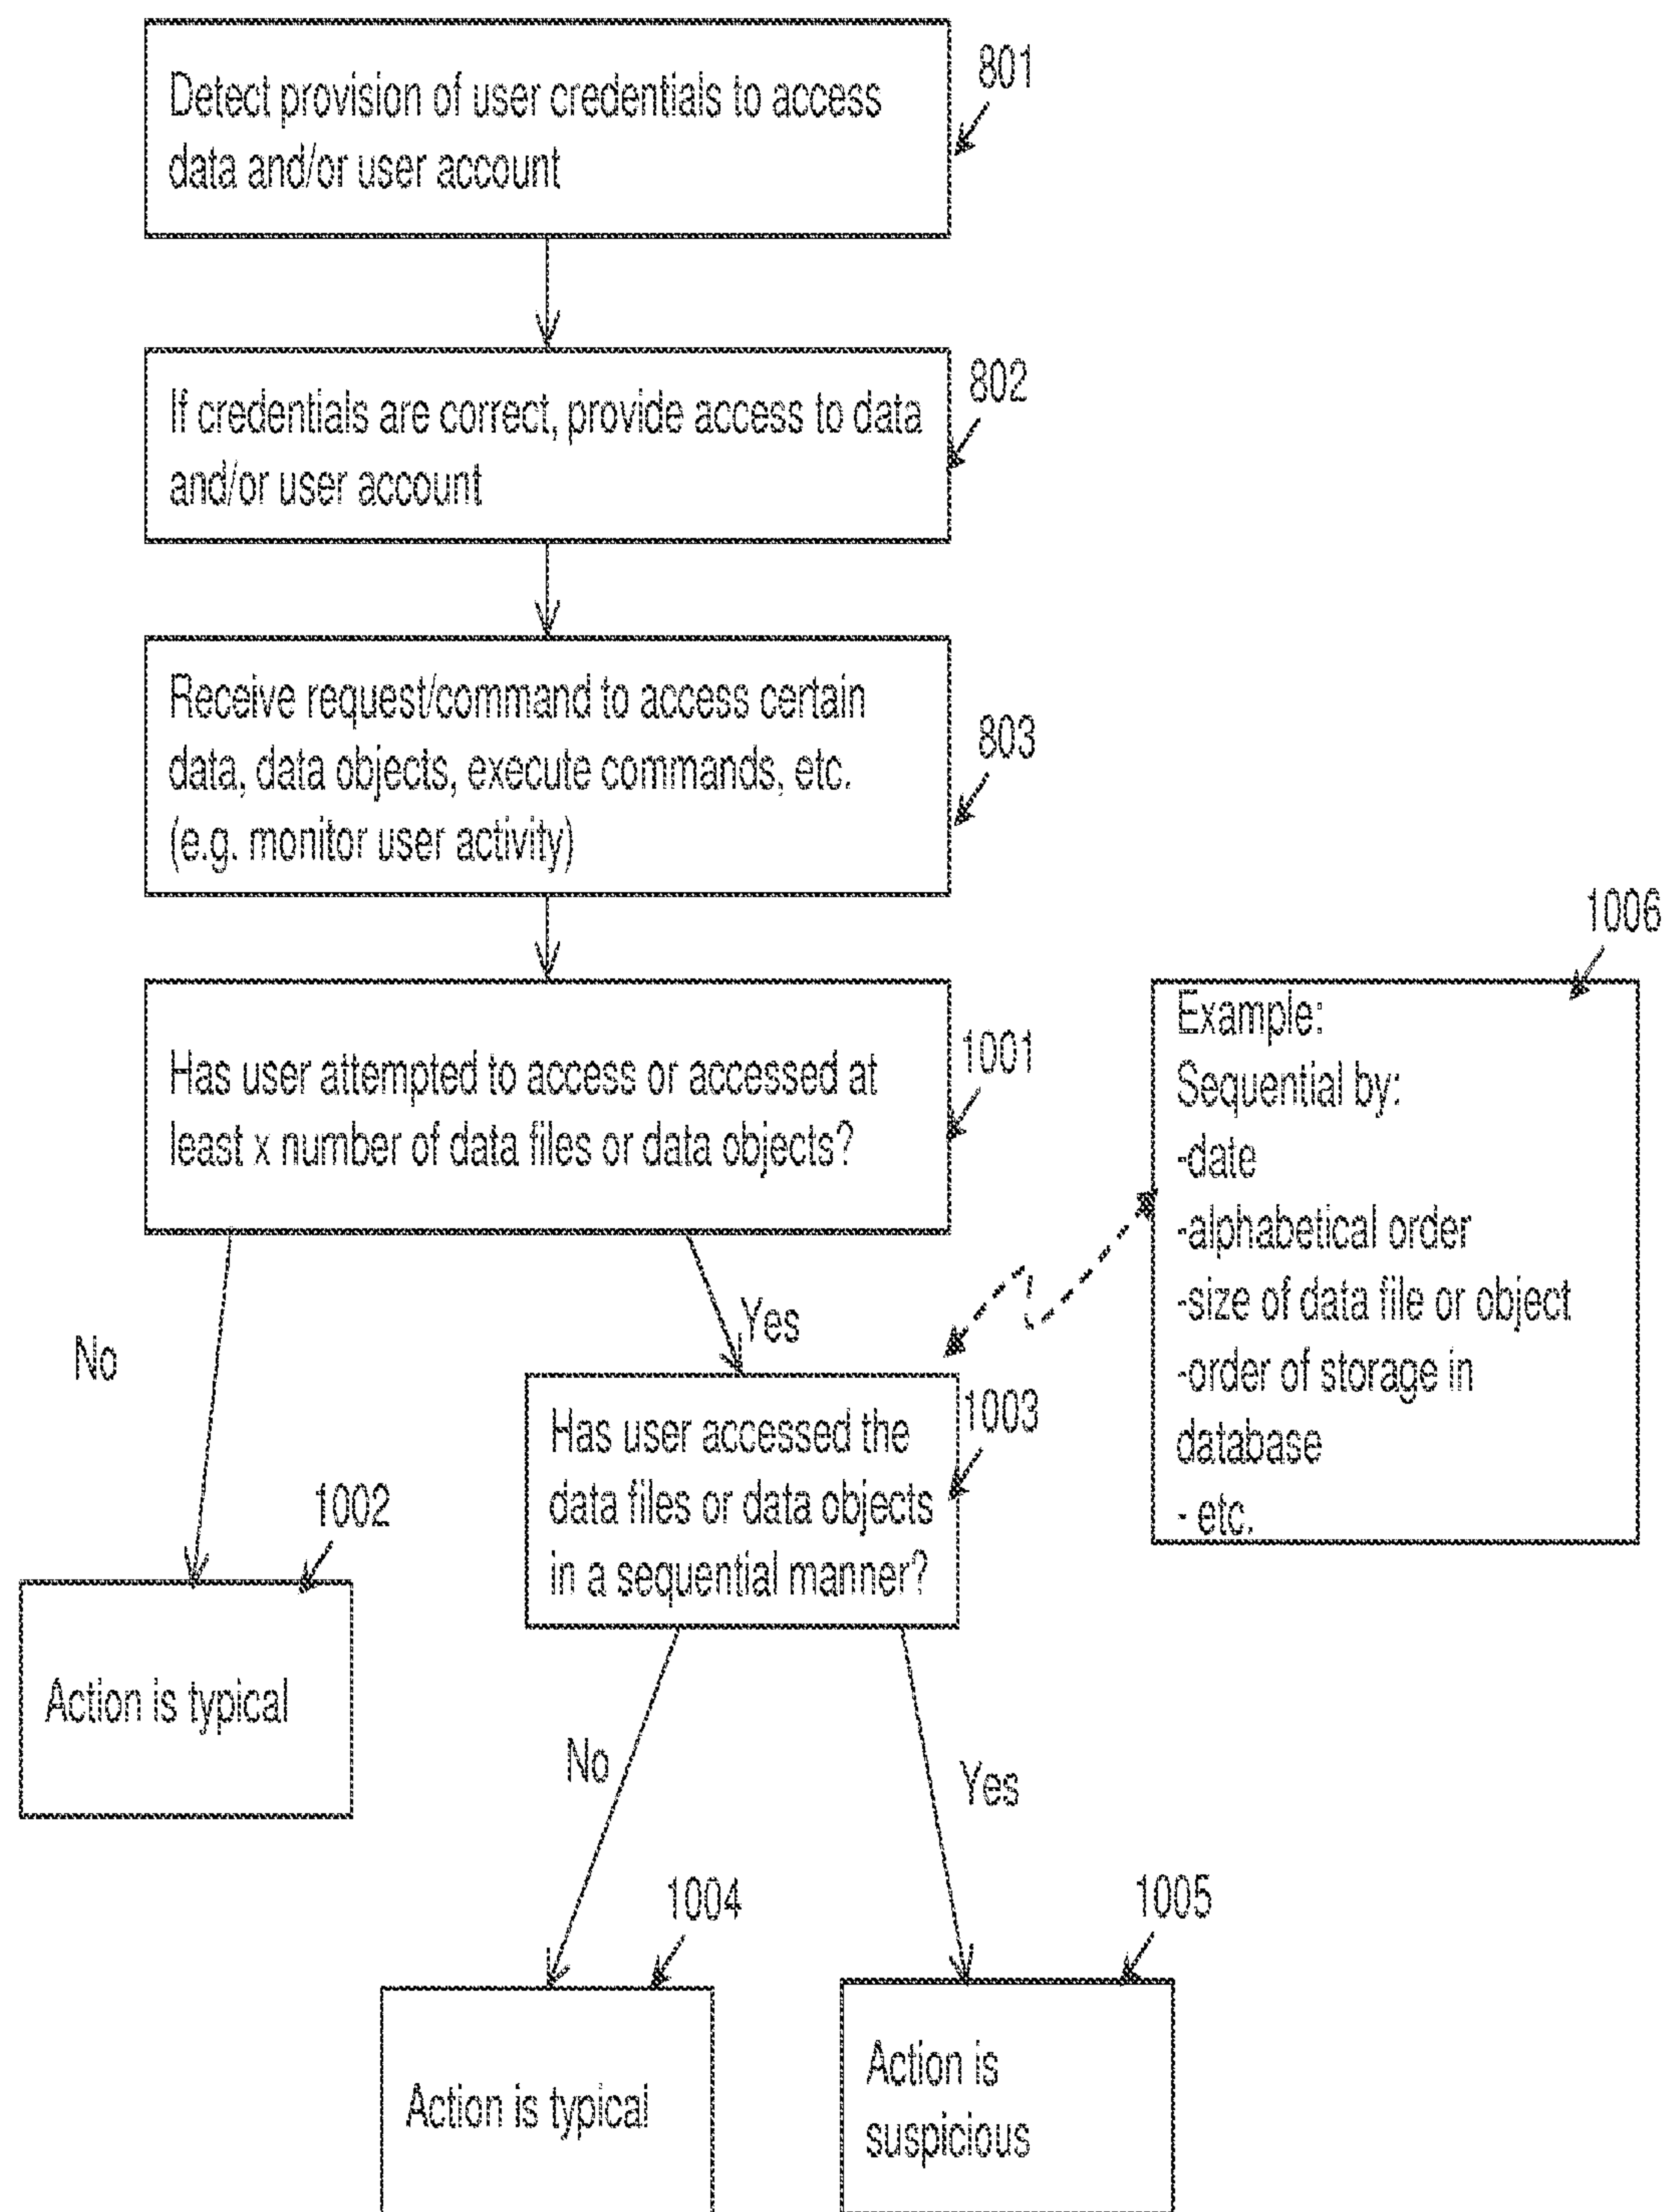 801
Detect provision of user credentials to access
data and/or user account
802
If credentials are correct, provide access to data
and/or user account
803
Receive request/command to access certain
data, data objects, execute commands, etc.
(e.g. monitor user activity)
1001
Has user attempted to access or accessed at
least x number of data files or data objects?
1006
Example:
Sequential by:
-date
-alphabetical order
-size of data file or object
-order of storage in
database
- etc.
No
Yes
1003
Has user accessed the
data files or data objects
in a sequential manner?
1002
Action is typical
No
Yes
1004
Action is typical
1005
Action is
suspicious